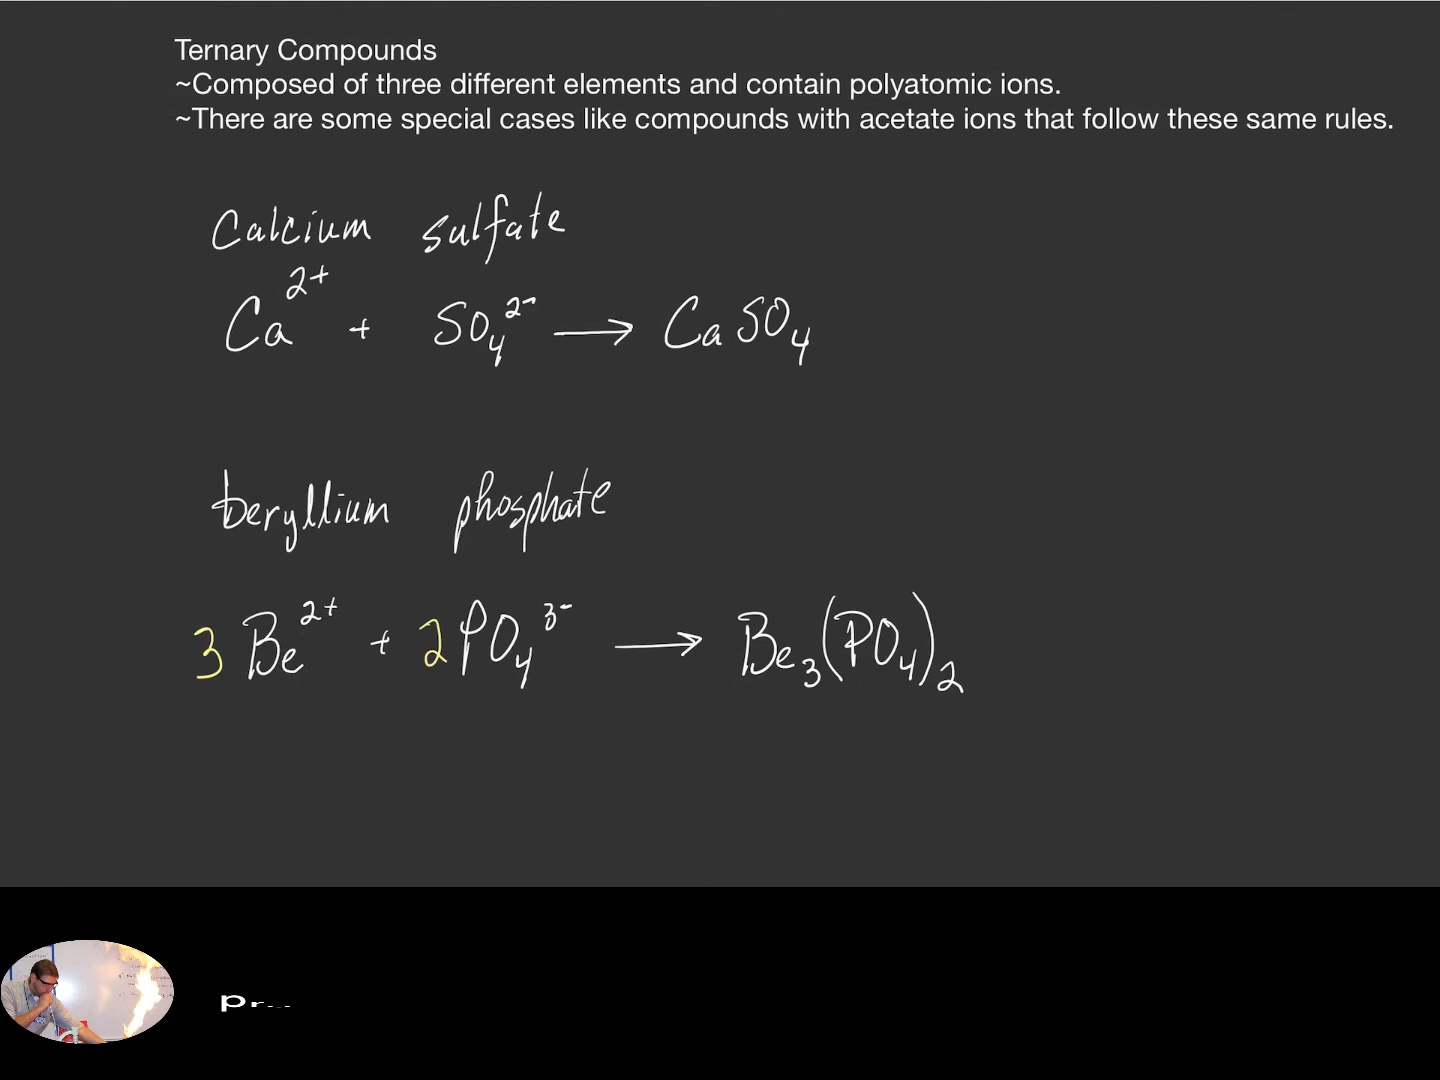 Ternary Compounds
~Composed of three different elements and contain polyatomic ions.
~There are some special cases like compounds with acetate ions that follow these same rules.
Calcium sulfate
Ca²⁺ + SO₄²⁻ → CaSO₄
beryllium phosphate
3 Be²⁺ + 2 PO₄³⁻ → Be₃(PO₄)₂